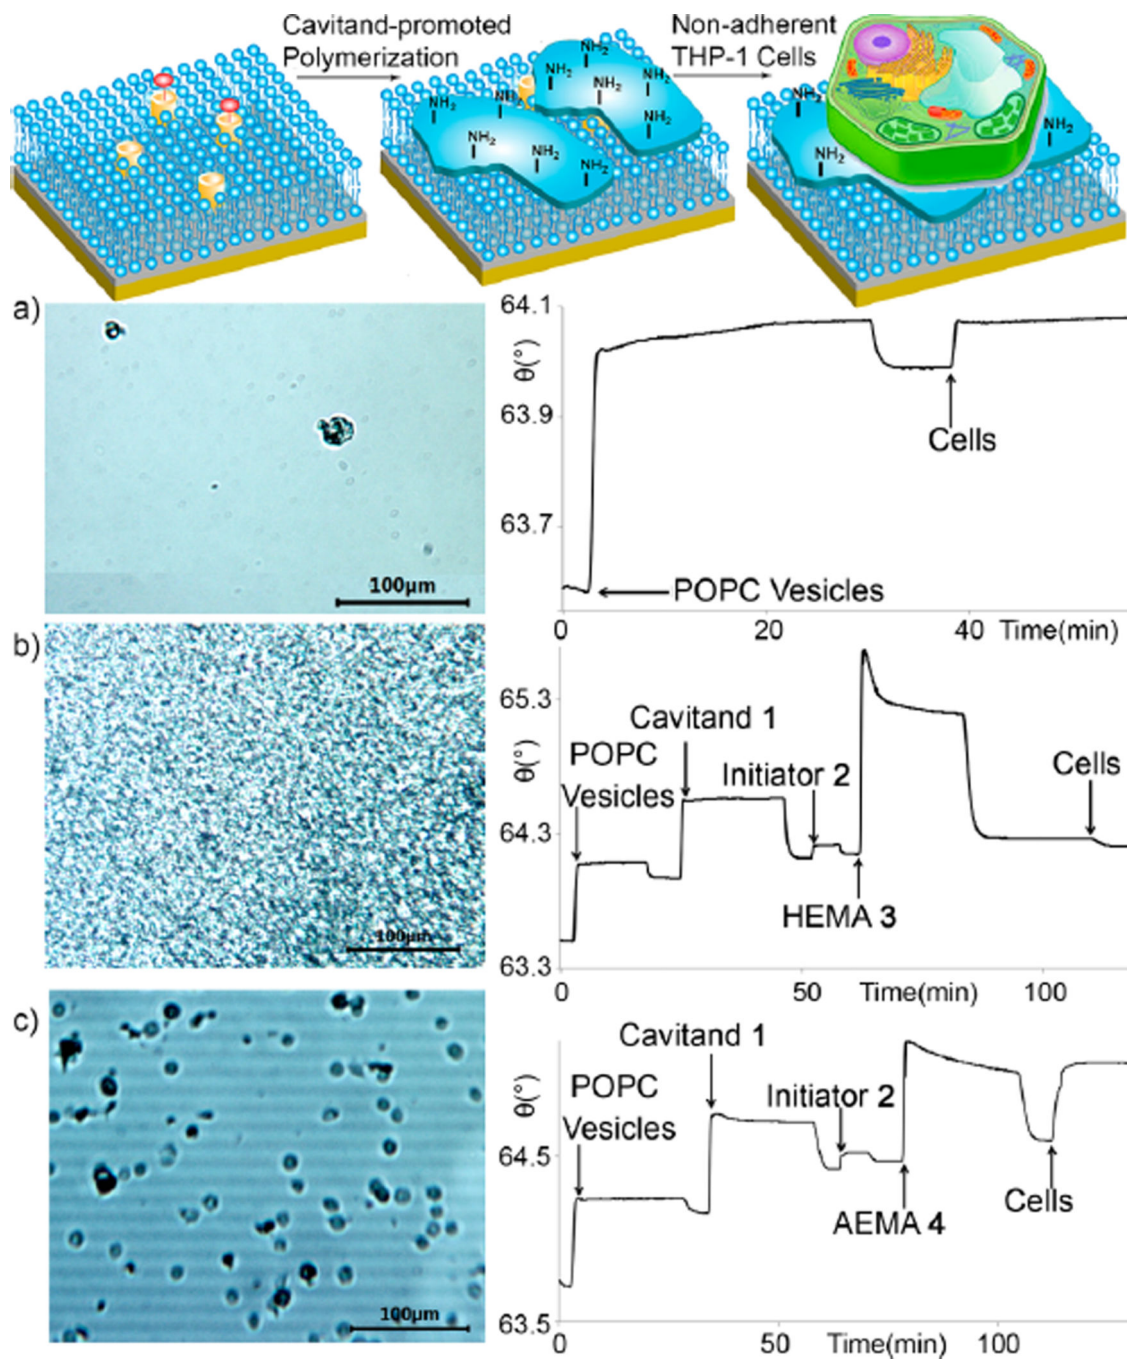 Cavitand-promoted
Polymerization
Non-adherent
THP-1 Cells
NH2
NH2
NH2
NH2
NH2
NH2
NH2
NH2
NH2
NH2
NH2
NH2
NH2
a)
100µm
64.1
63.9
63.7
θ(°)
Cells
POPC Vesicles
0
20
40
Time(min)
b)
100µm
65.3
64.3
63.3
θ(°)
Cavitand 1
POPC
Vesicles
Initiator 2
HEMA 3
Cells
0
50
Time(min)
100
c)
100µm
64.5
63.5
θ(°)
Cavitand 1
POPC
Vesicles
Initiator 2
AEMA 4
Cells
0
50
Time(min)
100